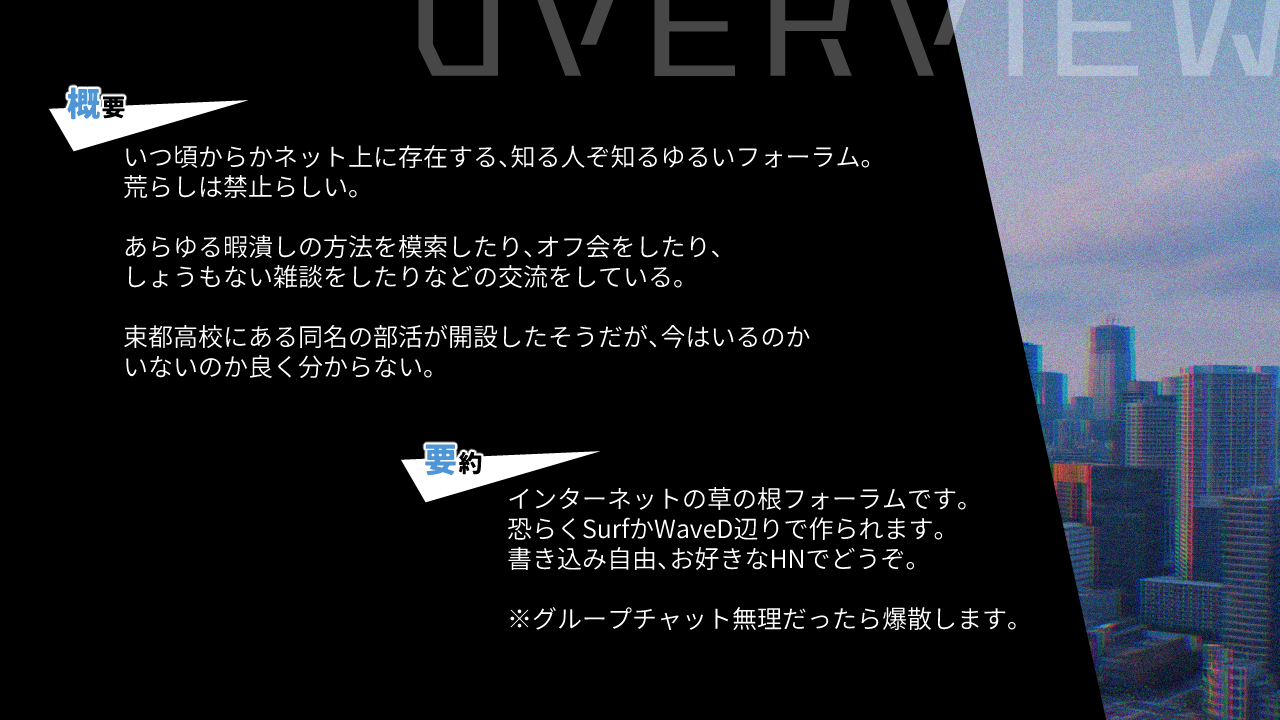 OVERVIEW
概要
いつ頃からかネット上に存在する、知る人ぞ知るゆるいフォーラム。
荒らしは禁止らしい。
あらゆる暇潰しの方法を模索したり、オフ会をしたり、
しょうもない雑談をしたりなどの交流をしている。
束都高校にある同名の部活が開設したそうだが、今はいるのか
いないのか良く分からない。
要約
インターネットの草の根フォーラムです。
恐らくSurfかWaveD辺りで作られます。
書き込み自由、お好きなHNでどうぞ。
※グループチャット無理だったら爆散します。